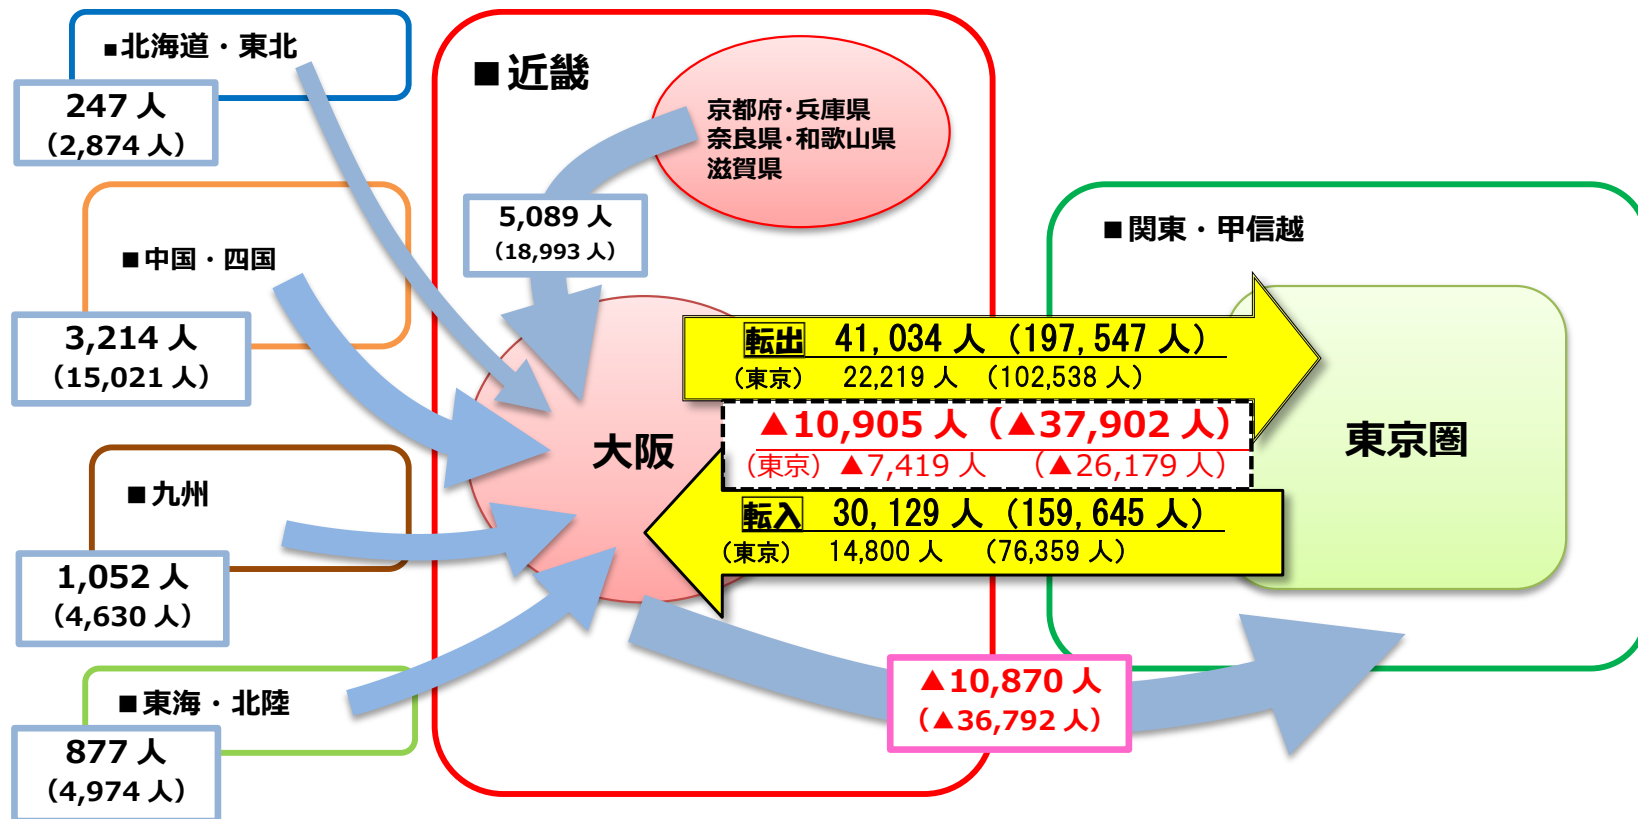 ■北海道・東北
247 人
（2,874 人）
■中国・四国
3,214 人
（15,021 人）
■九州
1,052 人
（4,630 人）
■東海・北陸
877 人
（4,974 人）
■近畿
京都府・兵庫県
奈良県・和歌山県
滋賀県
5,089 人
（18,993 人）
大阪
転出 41,034 人（197,547 人）
（東京） 22,219 人 （102,538 人）
▲10,905 人（▲37,902 人）
（東京）▲7,419 人 （▲26,179 人）
転入 30,129 人（159,645 人）
（東京） 14,800 人 （76,359 人）
▲10,870 人
（▲36,792 人）
■関東・甲信越
東京圏